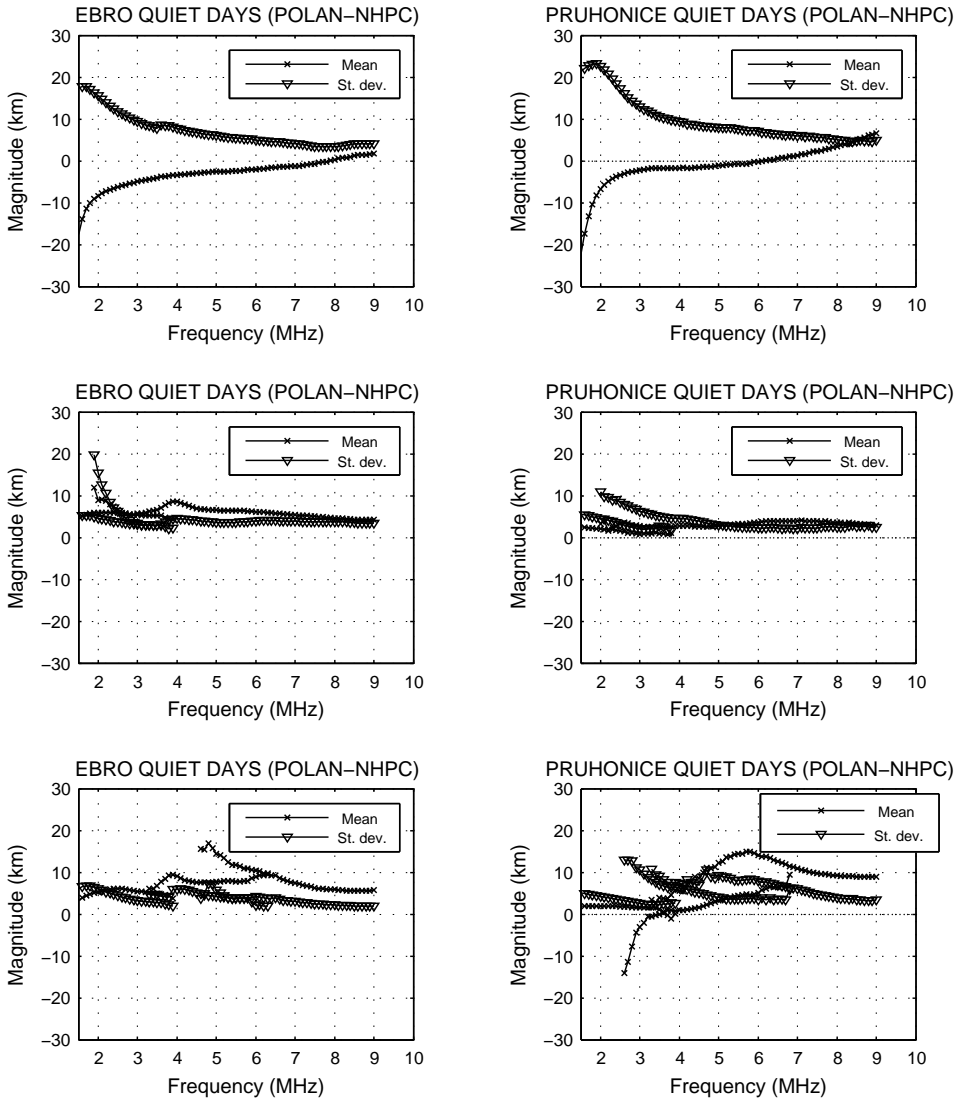 EBRO QUIET DAYS (POLAN−NHPC)
30
20
10
0
−10
−20
−30
2 3 4 5 6 7 8 9 10
Magnitude (km)
Frequency (MHz)
Mean
St. dev.
PRUHONICE QUIET DAYS (POLAN−NHPC)
30
20
10
0
−10
−20
−30
2 3 4 5 6 7 8 9 10
Magnitude (km)
Frequency (MHz)
Mean
St. dev.
EBRO QUIET DAYS (POLAN−NHPC)
30
20
10
0
−10
−20
−30
2 3 4 5 6 7 8 9 10
Magnitude (km)
Frequency (MHz)
Mean
St. dev.
PRUHONICE QUIET DAYS (POLAN−NHPC)
30
20
10
0
−10
−20
−30
2 3 4 5 6 7 8 9 10
Magnitude (km)
Frequency (MHz)
Mean
St. dev.
EBRO QUIET DAYS (POLAN−NHPC)
30
20
10
0
−10
−20
−30
2 3 4 5 6 7 8 9 10
Magnitude (km)
Frequency (MHz)
Mean
St. dev.
PRUHONICE QUIET DAYS (POLAN−NHPC)
30
20
10
0
−10
−20
−30
2 3 4 5 6 7 8 9 10
Magnitude (km)
Frequency (MHz)
Mean
St. dev.